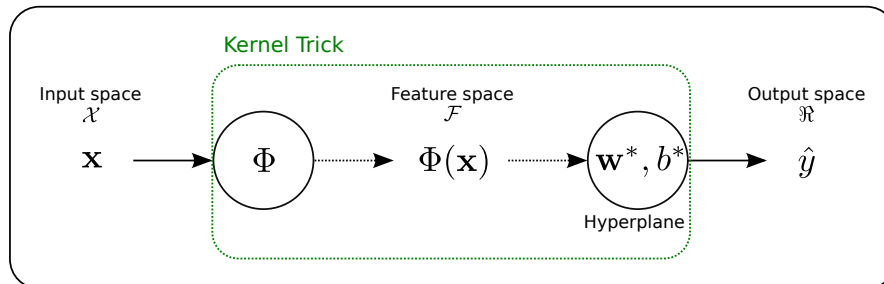 Kernel Trick
Input space
𝒳
Feature space
ℱ
Output space
ℜ
𝐱
Φ
Φ(𝐱)
𝐰*, b*
ŷ
Hyperplane